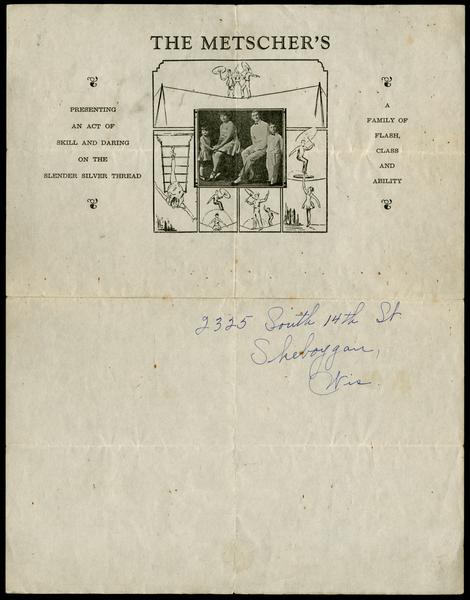 THE METSCHER'S
PRESENTING
AN ACT OF
SKILL AND DARING
ON THE
SLENDER SILVER THREAD
A
FAMILY OF
FLASH,
CLASS
AND
ABILITY
2325 South 14th St
Sheboygan,
Wis.